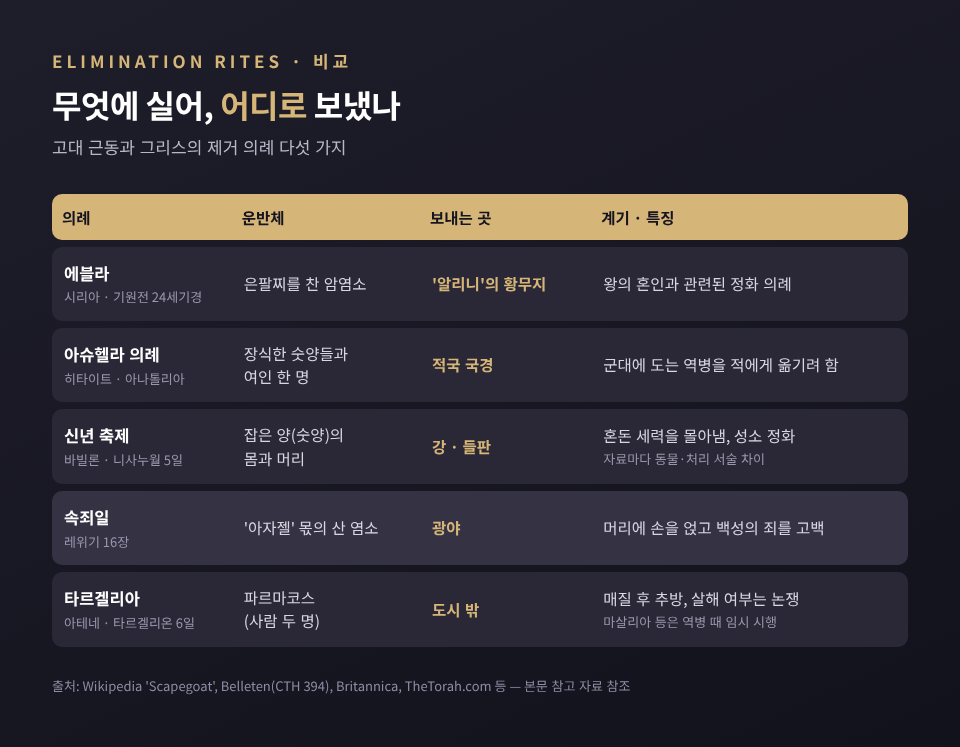 ELIMINATION RITES · 비교
무엇에 실어, 어디로 보냈나
고대 근동과 그리스의 제거 의례 다섯 가지
의례 운반체 보내는 곳 계기 · 특징
에블라
시리아 · 기원전 24세기경
은팔찌를 찬 암염소
'알리니'의 황무지
왕의 혼인과 관련된 정화 의례
아슈헬라 의례
히타이트 · 아나톨리아
장식한 숫양들과
여인 한 명
적국 국경
군대에 도는 역병을 적에게 옮기려 함
신년 축제
바빌론 · 니사누월 5일
잡은 양(숫양)의
몸과 머리
강 · 들판
혼돈 세력을 몰아냄, 성소 정화
자료마다 동물·처리 서술 차이
속죄일
레위기 16장
'아자젤' 몫의 산 염소
광야
머리에 손을 얹고 백성의 죄를 고백
타르겔리아
아테네 · 타르겔리온 6일
파르마코스
(사람 두 명)
도시 밖
매질 후 추방, 살해 여부는 논쟁
마살리아 등은 역병 때 임시 시행
출처: Wikipedia 'Scapegoat', Belleten(CTH 394), Britannica, TheTorah.com 등 — 본문 참고 자료 참조